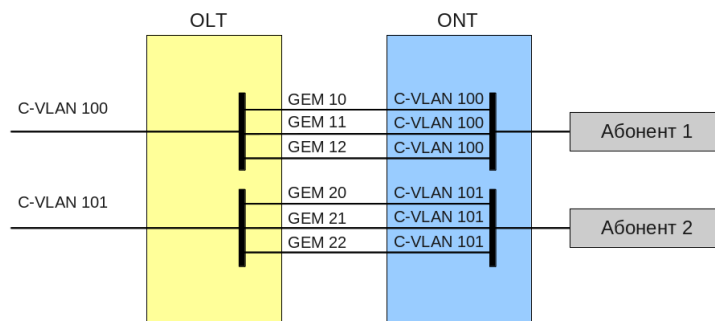 OLT
ONT
C-VLAN 100
GEM 10
C-VLAN 100
GEM 11
C-VLAN 100
GEM 12
C-VLAN 100
Абонент 1
C-VLAN 101
GEM 20
C-VLAN 101
GEM 21
C-VLAN 101
GEM 22
C-VLAN 101
Абонент 2